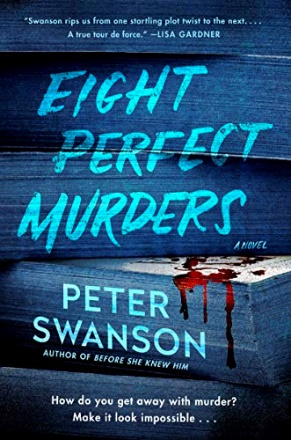 "Swanson rips us from one startling plot twist to the next. . . .
A true tour de force." —LISA GARDNER
EIGHT
PERFECT
MURDERS
A NOVEL
PETER
SWANSON
AUTHOR OF BEFORE SHE KNEW HIM
How do you get away with murder?
Make it look impossible . . .